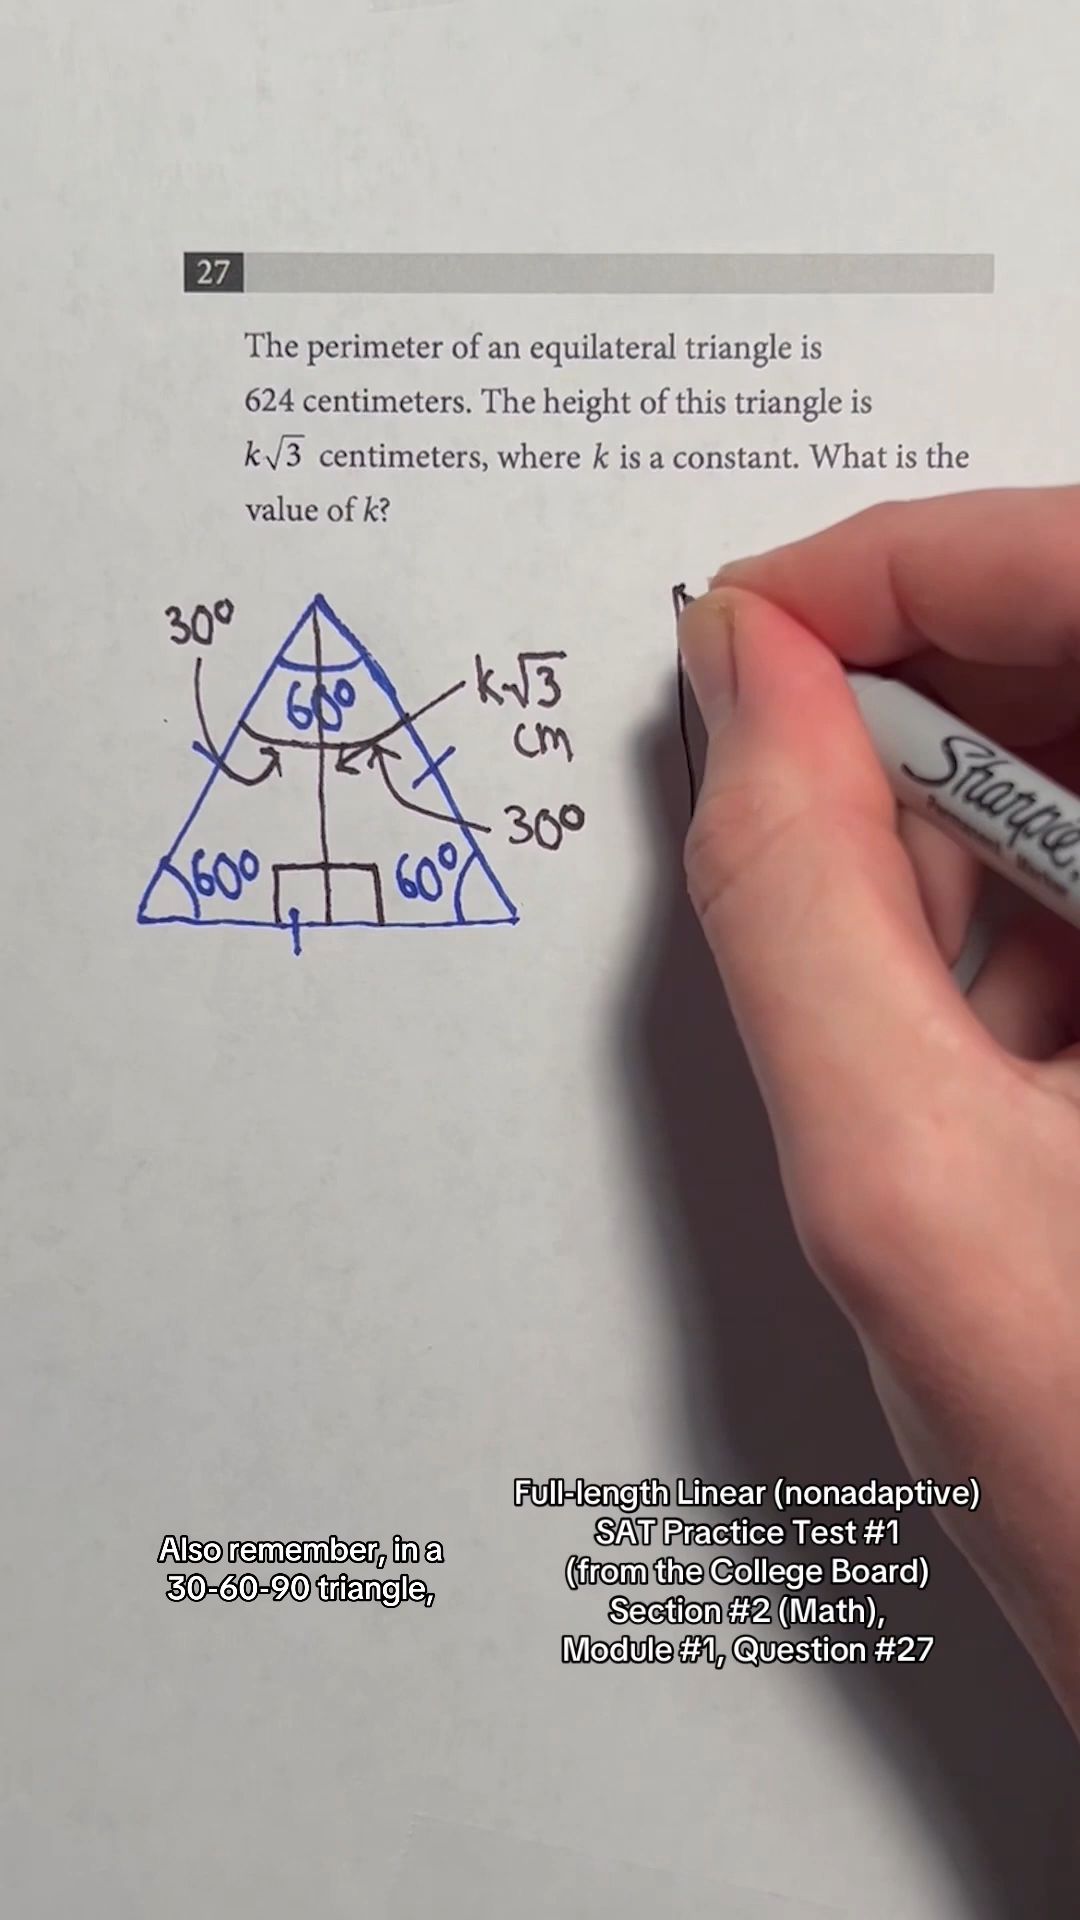 27
The perimeter of an equilateral triangle is
624 centimeters. The height of this triangle is
k√3 centimeters, where k is a constant. What is the
value of k?
30°
60°
k√3
cm
30°
60°
60°
Sharpie.
Also remember, in a
30-60-90 triangle,
Full-length Linear (nonadaptive)
SAT Practice Test #1
(from the College Board)
Section #2 (Math),
Module #1, Question #27